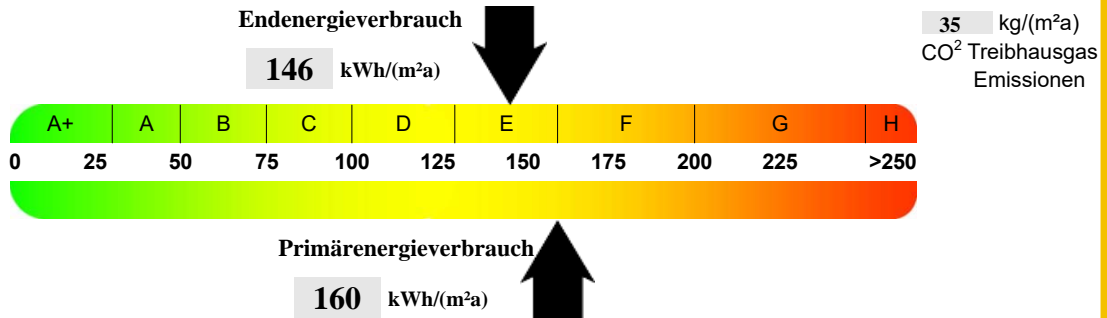 Endenergieverbrauch
146 kWh/(m²a)
35 kg/(m²a)
CO² Treibhausgas
Emissionen
A+ A B C D E F G H
0 25 50 75 100 125 150 175 200 225 >250
Primärenergieverbrauch
160 kWh/(m²a)